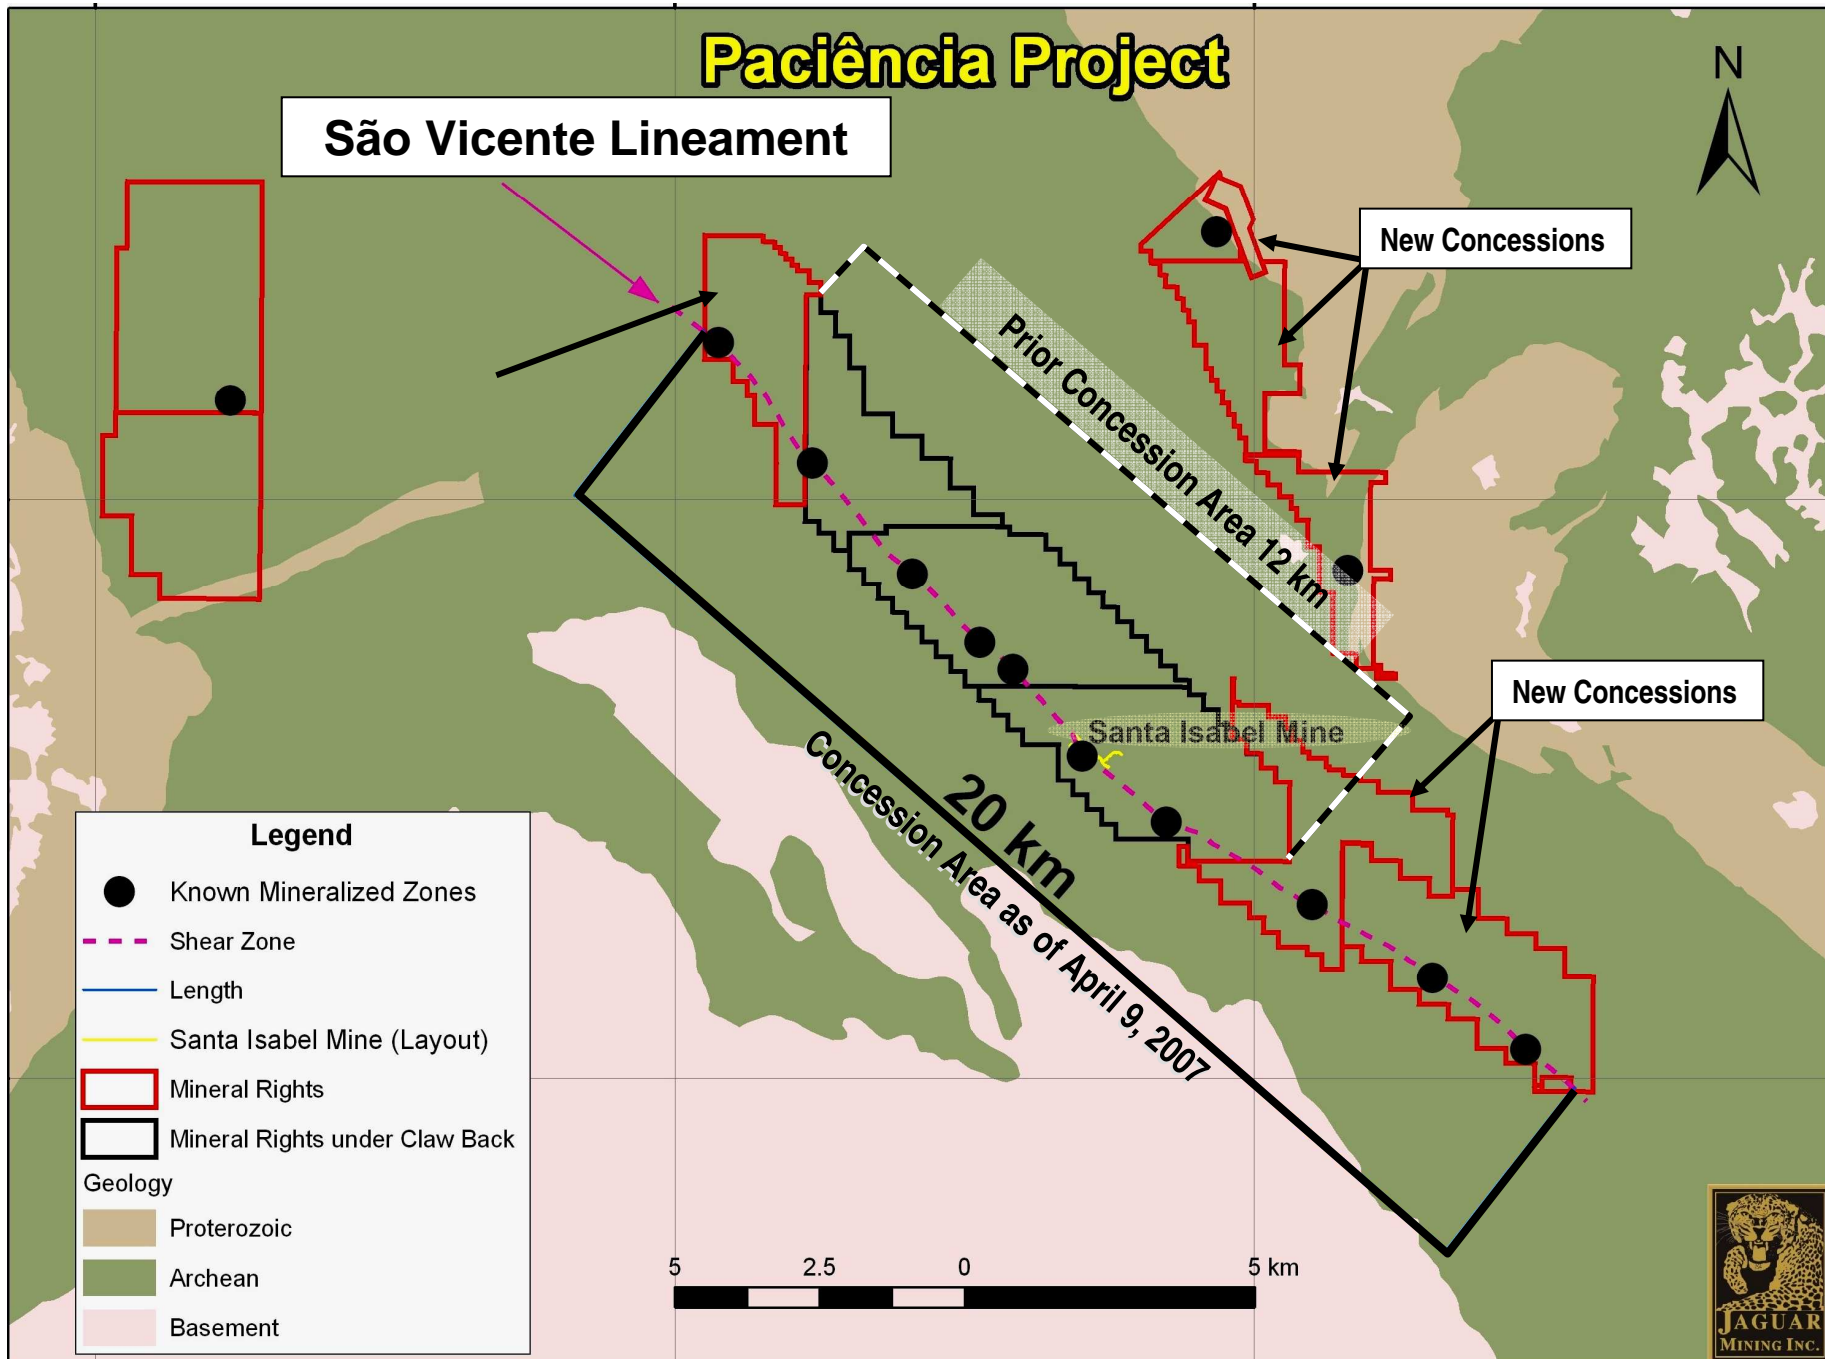 Paciência Project
N
São Vicente Lineament
New Concessions
Prior Concession Area 12 km
New Concessions
Santa Isabel Mine
20 km
Concession Area as of April 9, 2007
Legend
Known Mineralized Zones
Shear Zone
Length
Santa Isabel Mine (Layout)
Mineral Rights
Mineral Rights under Claw Back
Geology
Proterozoic
Archean
Basement
5 2.5 0 5 km
JAGUAR
MINING INC.